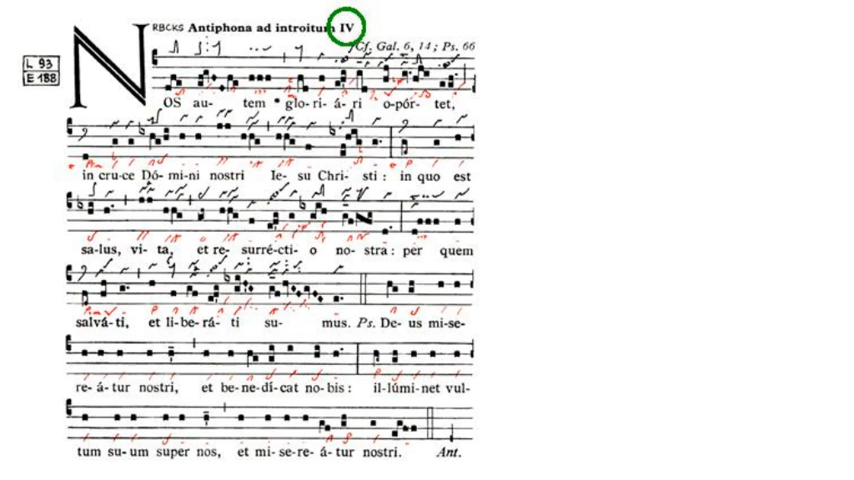 RBCKS Antiphona ad introitum IV
Cf. Gal. 6, 14; Ps. 66
L 93
E 188
NOS au- tem * glo- ri- á- ri o-pór- tet,
in cru-ce Dó- mi-ni nostri Ie- su Chri- sti : in quo est
sa-lus, vi- ta, et re- surré-cti- o no- stra : per quem
salvá-ti, et li-be-rá- ti su- mus. Ps. De- us mi-se-
re- á-tur nostri, et be-ne-dí-cat no-bis : il-lúmi-net vul-
tum su-um super nos, et mi-se-re- á-tur nostri. Ant.